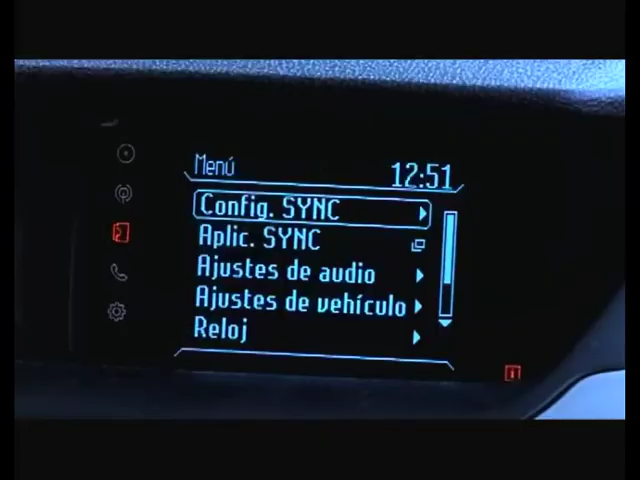 Menú 12:51
Config. SYNC
Aplic. SYNC
Ajustes de audio
Ajustes de vehículo
Reloj